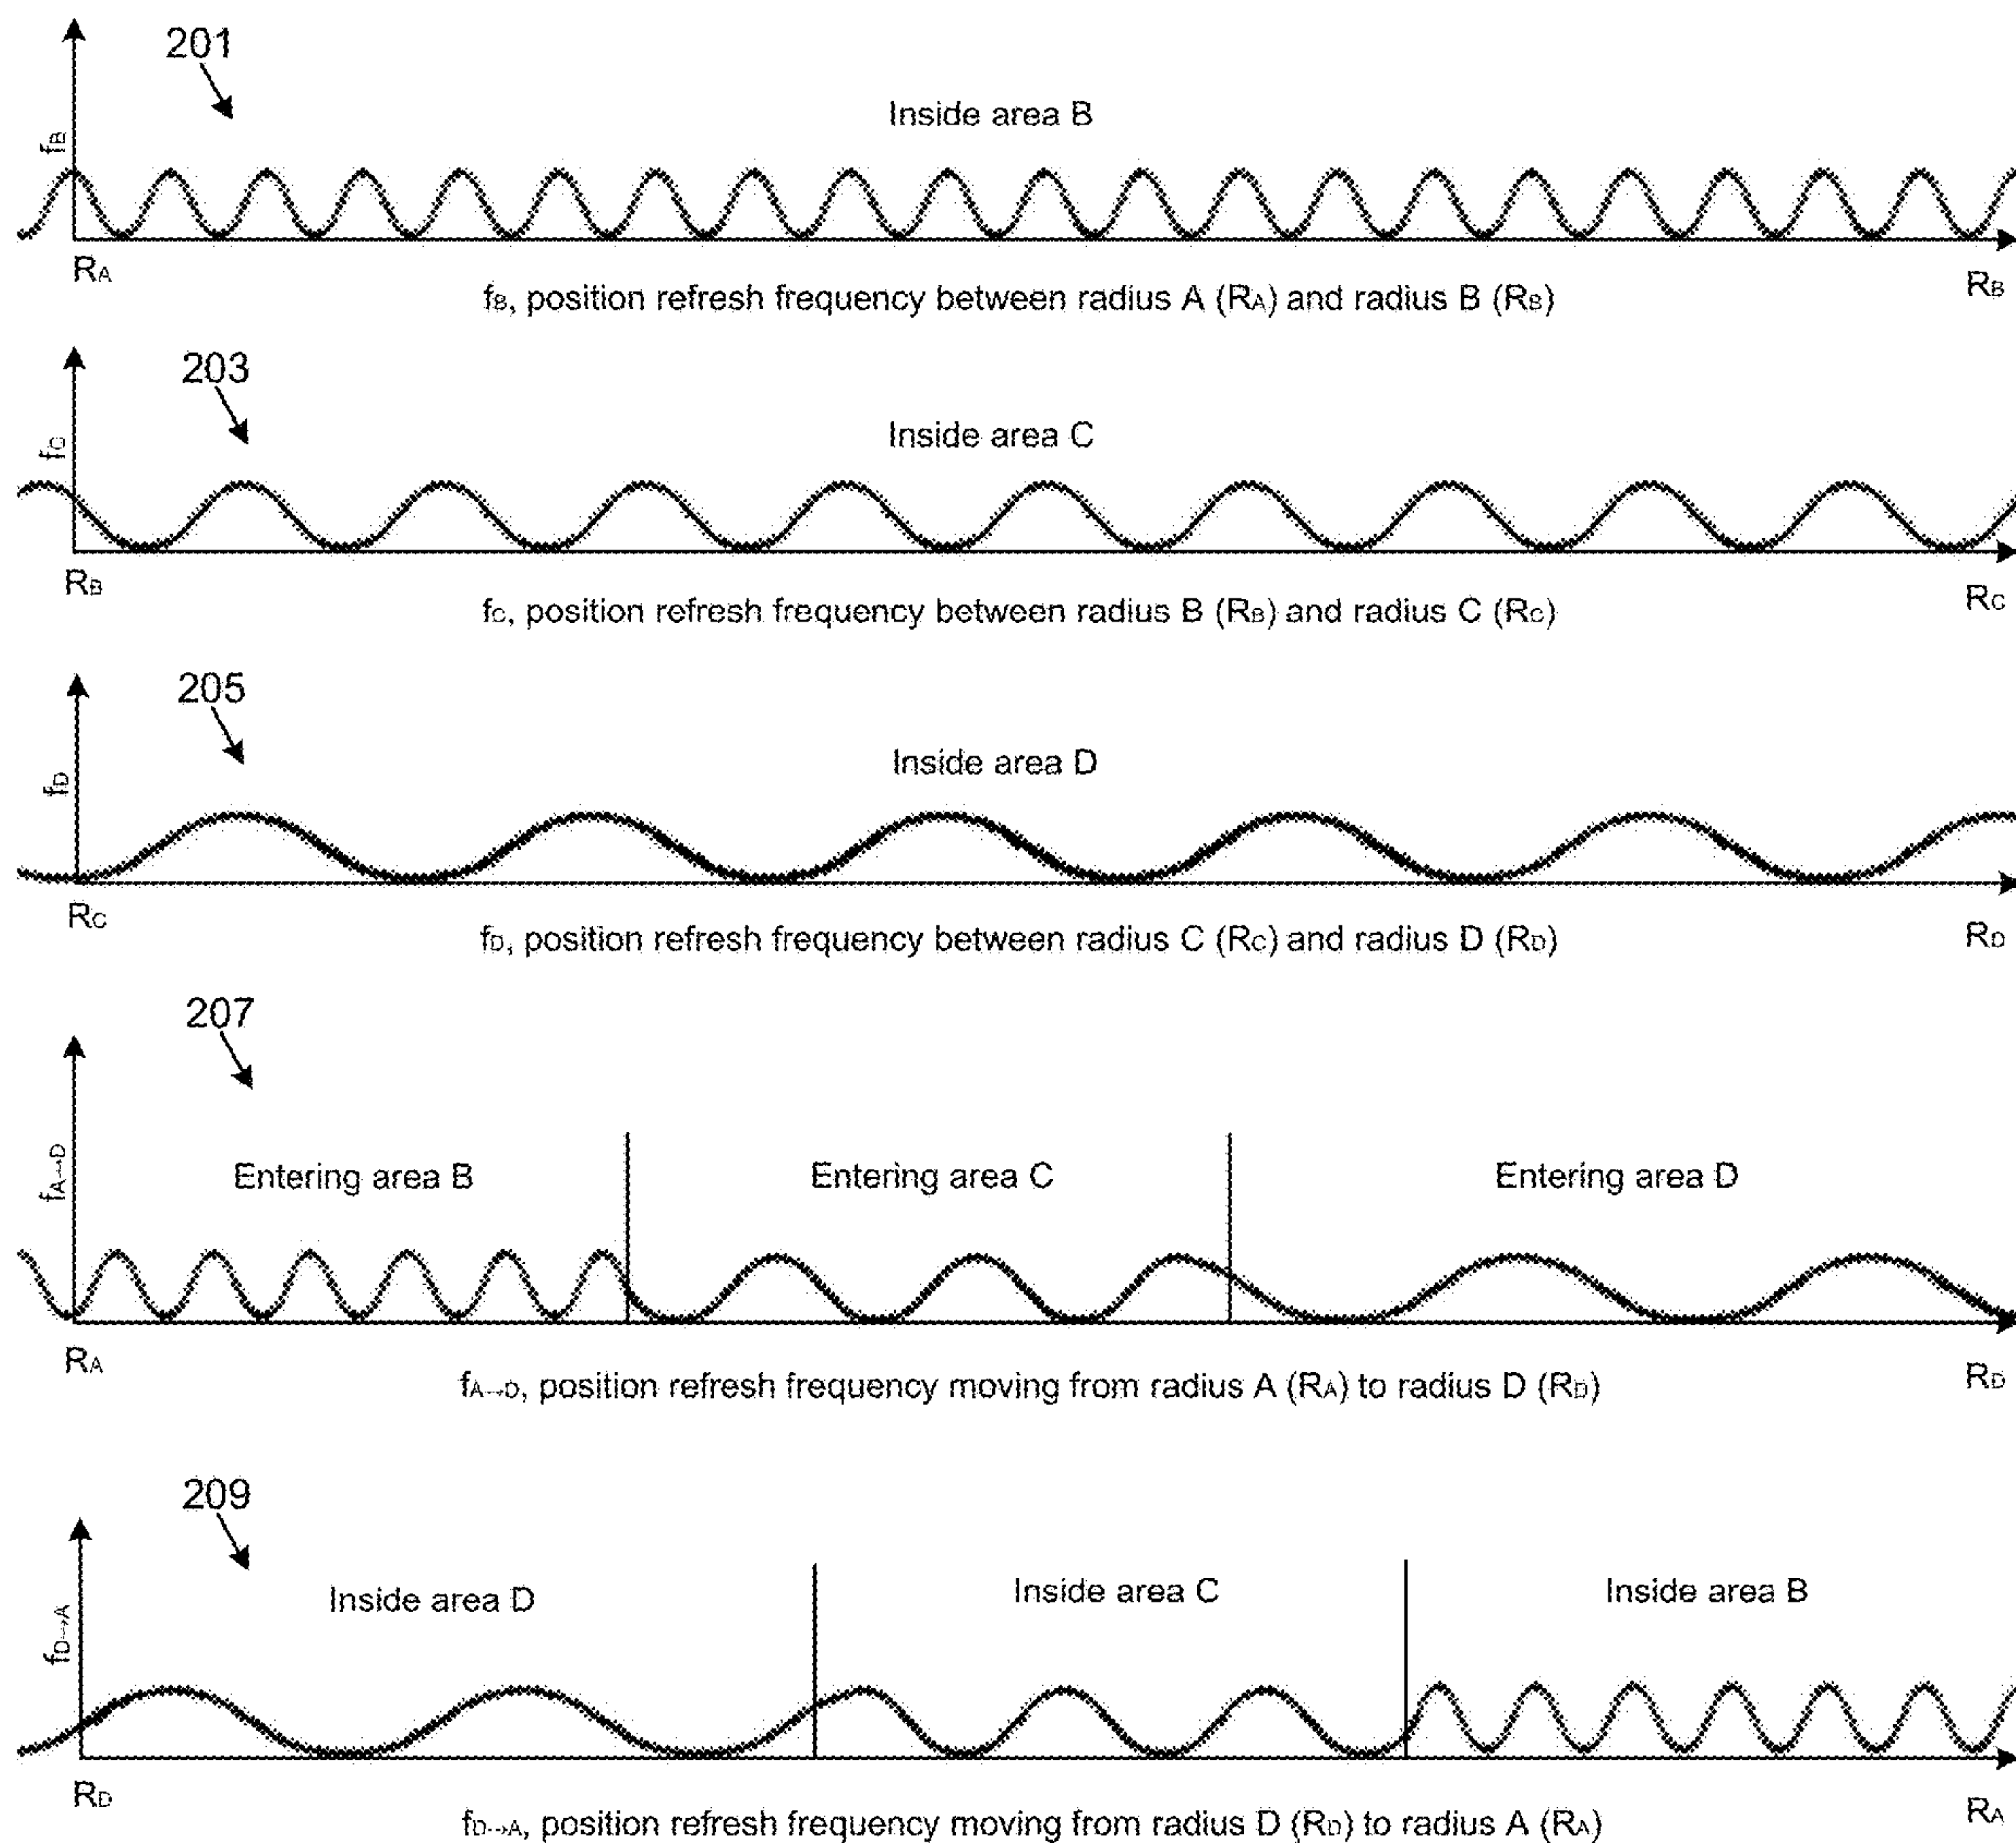 201
Inside area B
fB
RA
RB
fB, position refresh frequency between radius A (RA) and radius B (RB)
203
Inside area C
fC
RB
RC
fC, position refresh frequency between radius B (RB) and radius C (RC)
205
Inside area D
fD
RC
RD
fD, position refresh frequency between radius C (RC) and radius D (RD)
207
Entering area B
Entering area C
Entering area D
fA→D
RA
RD
fA→D, position refresh frequency moving from radius A (RA) to radius D (RD)
209
Inside area D
Inside area C
Inside area B
fD→A
RD
RA
fD→A, position refresh frequency moving from radius D (RD) to radius A (RA)